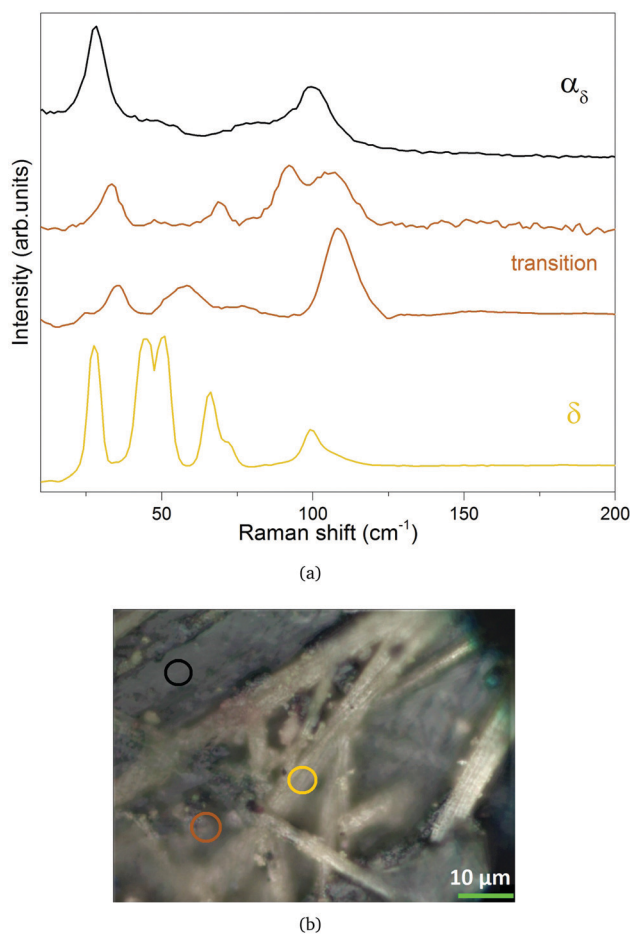 α_δ
transition
δ
Intensity (arb.units)
50
100
150
200
Raman shift (cm⁻¹)
(a)
10 μm
(b)